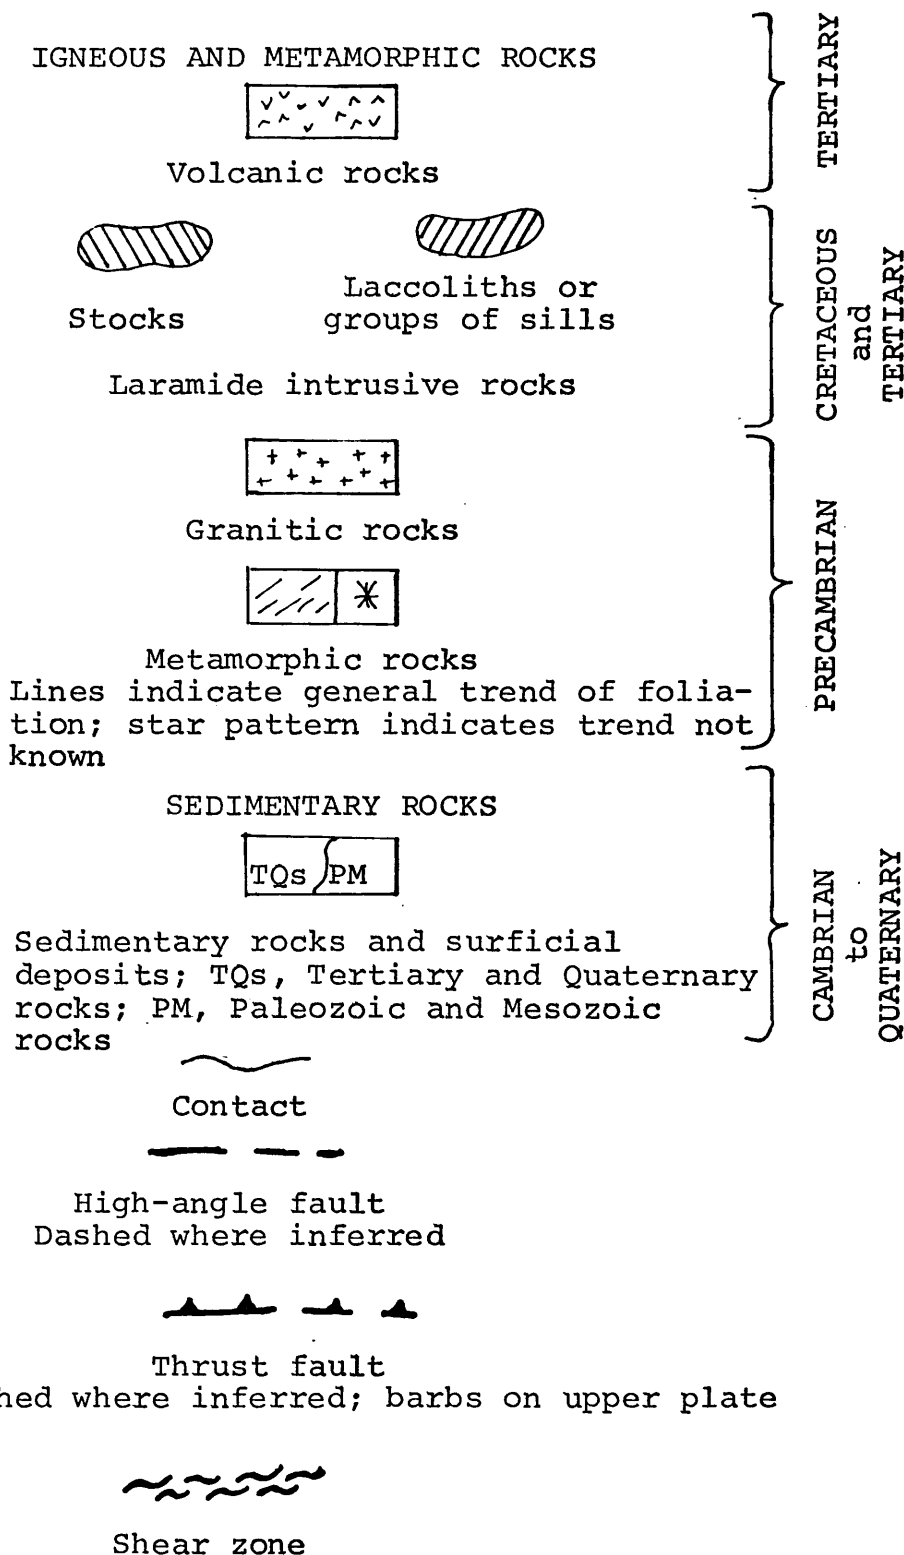 IGNEOUS AND METAMORPHIC ROCKS
Volcanic rocks
TERTIARY
Stocks
Laccoliths or
groups of sills
Laramide intrusive rocks
CRETACEOUS
and
TERTIARY
Granitic rocks
Metamorphic rocks
Lines indicate general trend of folia-
tion; star pattern indicates trend not
known
PRECAMBRIAN
SEDIMENTARY ROCKS
TQs PM
Sedimentary rocks and surficial
deposits; TQs, Tertiary and Quaternary
rocks; PM, Paleozoic and Mesozoic
rocks
CAMBRIAN
to
QUATERNARY
Contact
High-angle fault
Dashed where inferred
Thrust fault
hed where inferred; barbs on upper plate
Shear zone